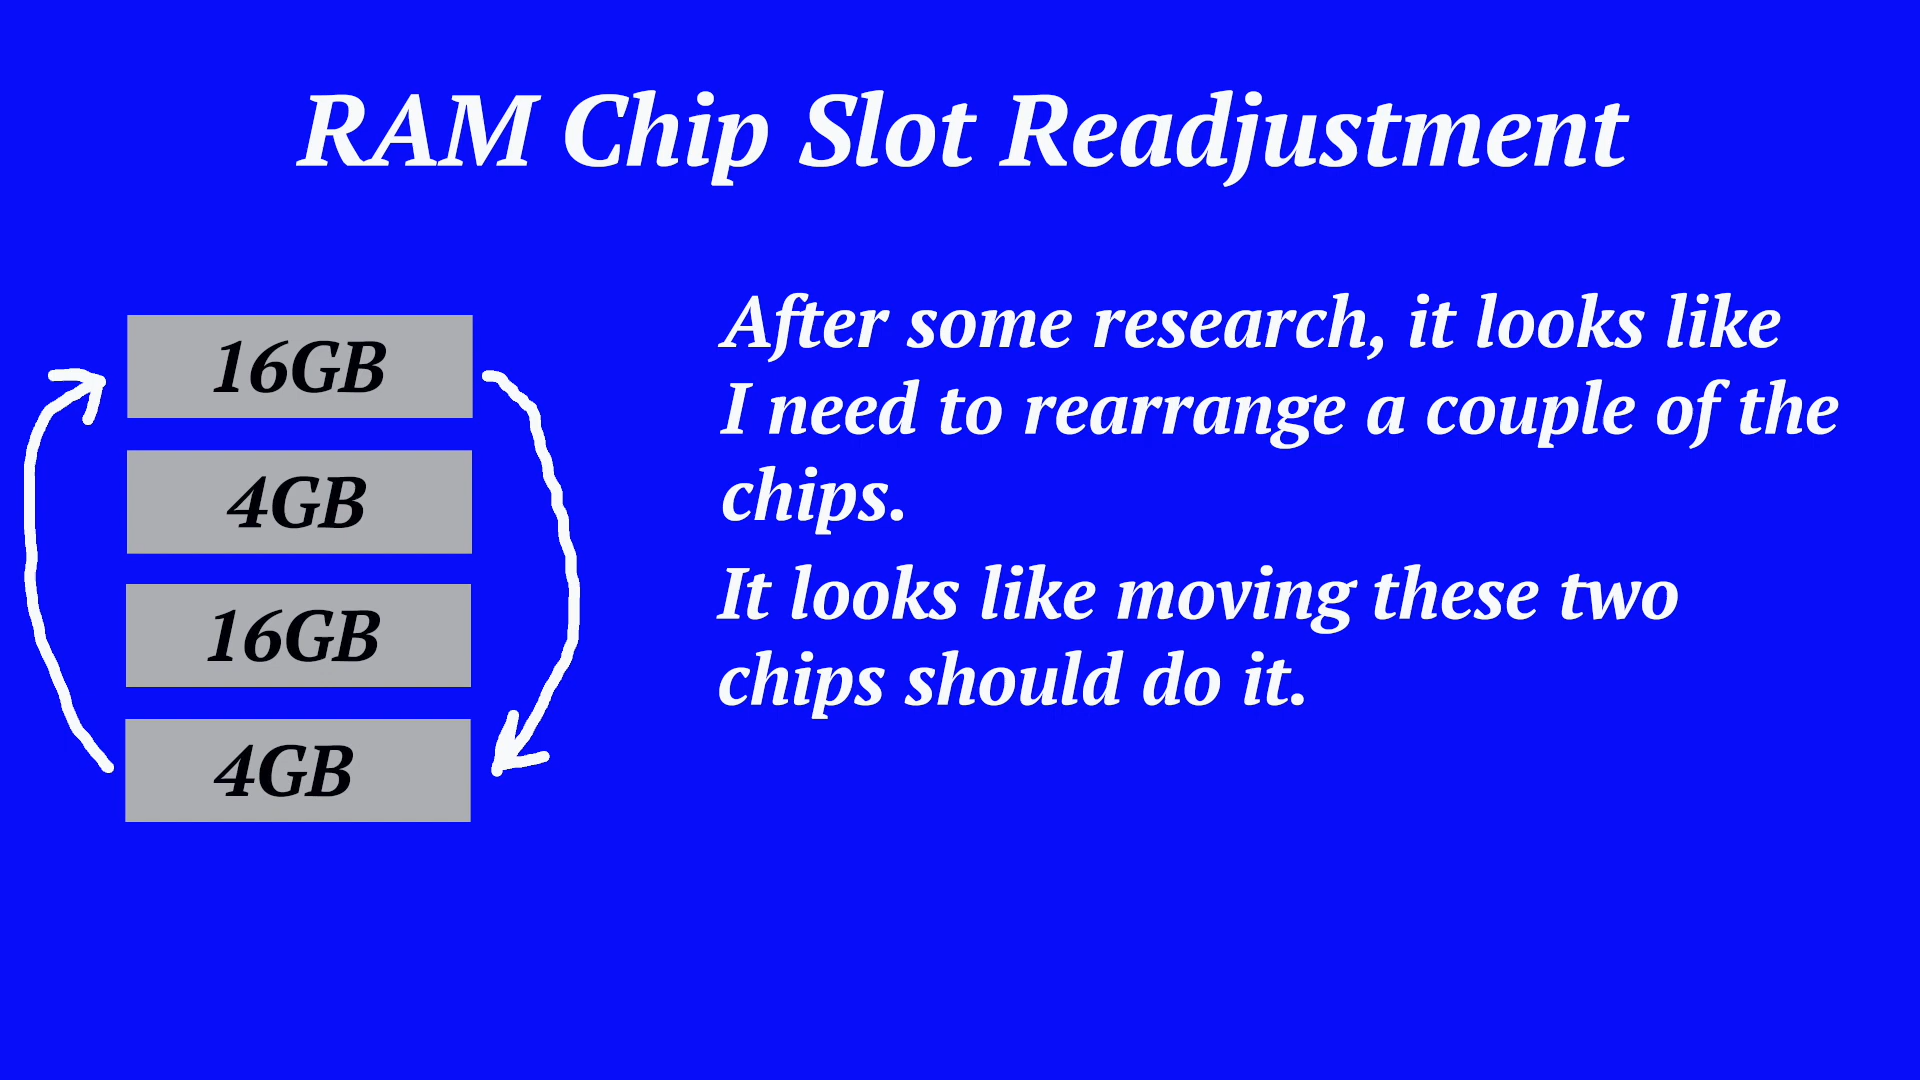 RAM Chip Slot Readjustment
16GB
4GB
16GB
4GB
After some research, it looks like
I need to rearrange a couple of the
chips.
It looks like moving these two
chips should do it.